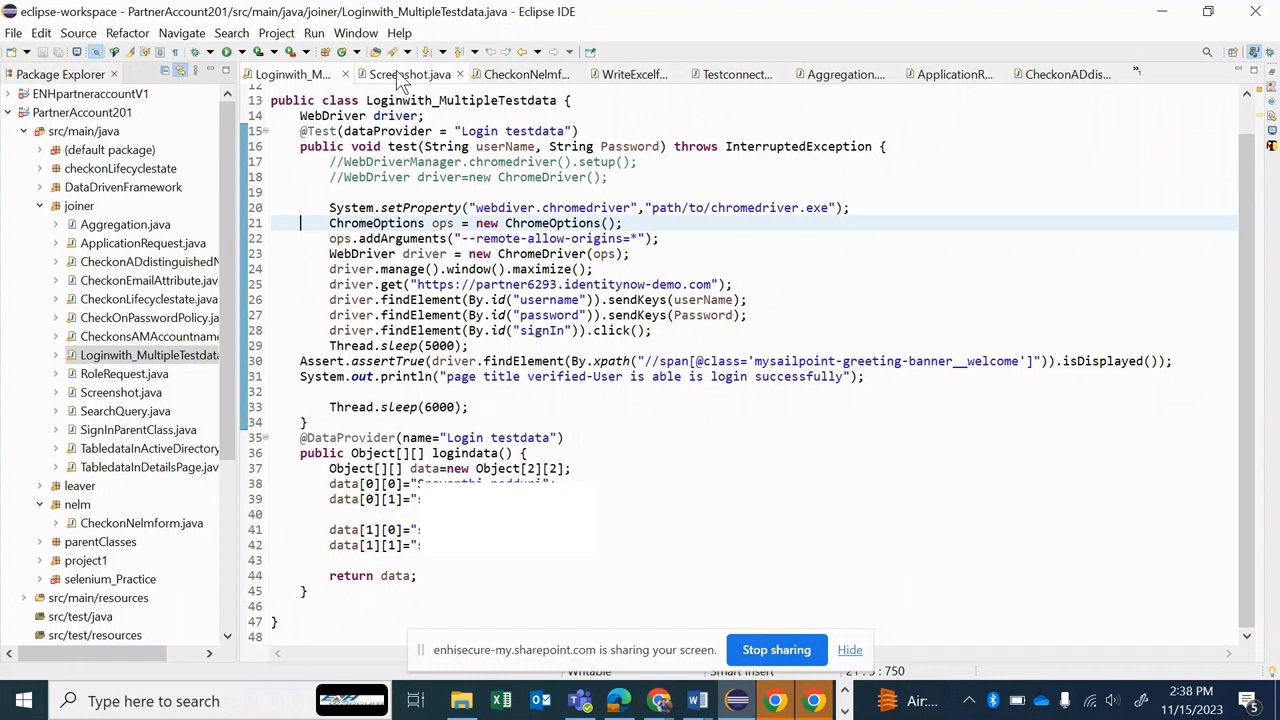 eclipse-workspace - PartnerAccount201/src/main/java/joiner/Loginwith_MultipleTestdata.java - Eclipse IDE
File Edit Source Refactor Navigate Search Project Run Window Help
Package Explorer
Loginwith_M...
Screenshot.java
CheckonNelmf...
WriteExcelf...
Testconnect...
Aggregation....
ApplicationR...
CheckonADdis...
ENHpartneraccountV1
PartnerAccount201
src/main/java
(default package)
checkonLifecyclestate
DataDrivenFramework
joiner
Aggregation.java
ApplicationRequest.java
CheckonADdistinguishedN
CheckonEmailAttribute.java
CheckonLifecyclestate.java
CheckOnPasswordPolicy.ja
CheckonsAMAccountname
Loginwith_MultipleTestdata
RoleRequest.java
Screenshot.java
SearchQuery.java
SignInParentClass.java
TabledataInActiveDirectory
TabledataInDetailsPage.jav
leaver
nelm
CheckonNelmform.java
parentClasses
project1
selenium_Practice
src/main/resources
src/test/java
src/test/resources
12
13 public class Loginwith_MultipleTestdata {
14 WebDriver driver;
15 @Test(dataProvider = "Login testdata")
16 public void test(String userName, String Password) throws InterruptedException {
17 //WebDriverManager.chromedriver().setup();
18 //WebDriver driver=new ChromeDriver();
19
20 System.setProperty("webdiver.chromedriver","path/to/chromedriver.exe");
21 ChromeOptions ops = new ChromeOptions();
22 ops.addArguments("--remote-allow-origins=*");
23 WebDriver driver = new ChromeDriver(ops);
24 driver.manage().window().maximize();
25 driver.get("https://partner6293.identitynow-demo.com");
26 driver.findElement(By.id("username")).sendKeys(userName);
27 driver.findElement(By.id("password")).sendKeys(Password);
28 driver.findElement(By.id("signIn")).click();
29 Thread.sleep(5000);
30 Assert.assertTrue(driver.findElement(By.xpath("//span[@class='mysailpoint-greeting-banner__welcome']")).isDisplayed());
31 System.out.println("page title verified-User is able is login successfully");
32
33 Thread.sleep(6000);
34 }
35 @DataProvider(name="Login testdata")
36 public Object[][] logindata() {
37 Object[][] data=new Object[2][2];
38 data[0][0]=
39 data[0][1]="
40
41 data[1][0]="
42 data[1][1]="
43
44 return data;
45 }
46
47 }
48
enhisecure-my.sharepoint.com is sharing your screen.
Stop sharing
Hide
Writable
Smart Insert
21 : 5 : 750
Type here to search
Air...
2:38 PM
11/15/2023
5